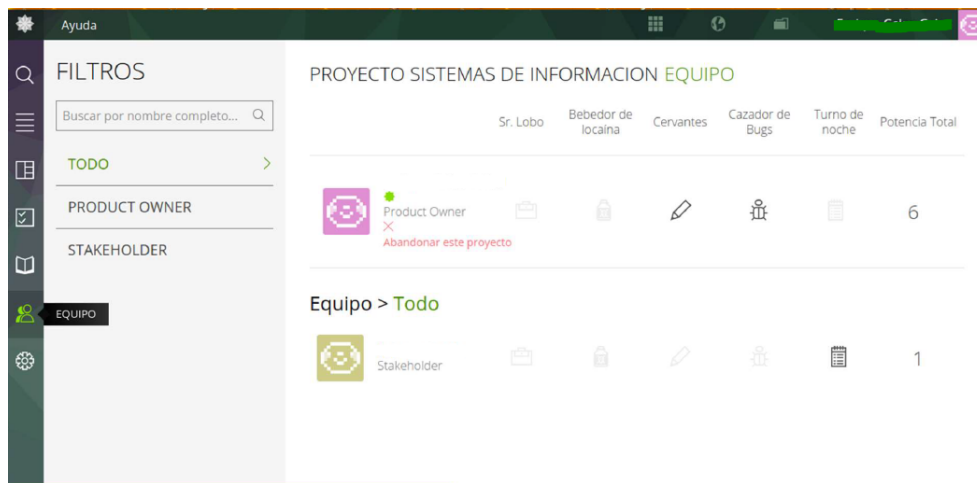 Ayuda
FILTROS
Buscar por nombre completo...
TODO
PRODUCT OWNER
STAKEHOLDER
EQUIPO
PROYECTO SISTEMAS DE INFORMACION EQUIPO
Sr. Lobo
Bebedor de
Iocaína
Cervantes
Cazador de
Bugs
Turno de
noche
Potencia Total
Product Owner
Abandonar este proyecto
6
Equipo > Todo
Stakeholder
1